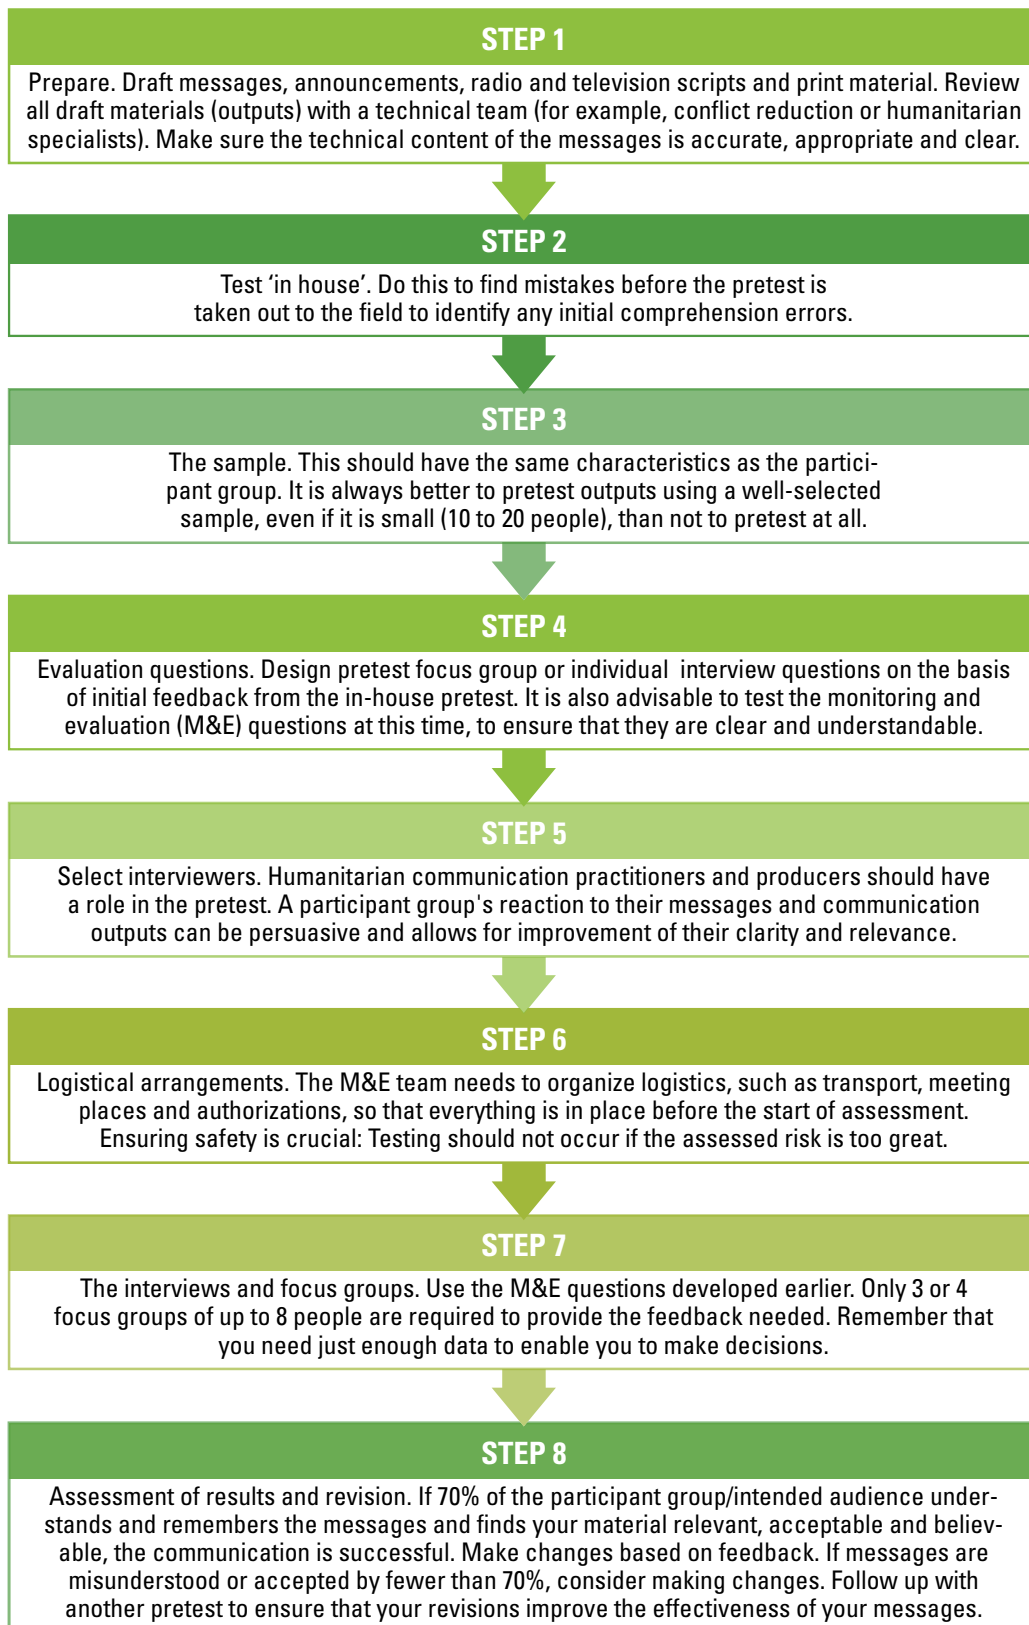 STEP 1
Prepare. Draft messages, announcements, radio and television scripts and print material. Review
all draft materials (outputs) with a technical team (for example, conflict reduction or humanitarian
specialists). Make sure the technical content of the messages is accurate, appropriate and clear.
STEP 2
Test ‘in house’. Do this to find mistakes before the pretest is
taken out to the field to identify any initial comprehension errors.
STEP 3
The sample. This should have the same characteristics as the partici-
pant group. It is always better to pretest outputs using a well-selected
sample, even if it is small (10 to 20 people), than not to pretest at all.
STEP 4
Evaluation questions. Design pretest focus group or individual interview questions on the basis
of initial feedback from the in-house pretest. It is also advisable to test the monitoring and
evaluation (M&E) questions at this time, to ensure that they are clear and understandable.
STEP 5
Select interviewers. Humanitarian communication practitioners and producers should have
a role in the pretest. A participant group's reaction to their messages and communication
outputs can be persuasive and allows for improvement of their clarity and relevance.
STEP 6
Logistical arrangements. The M&E team needs to organize logistics, such as transport, meeting
places and authorizations, so that everything is in place before the start of assessment.
Ensuring safety is crucial: Testing should not occur if the assessed risk is too great.
STEP 7
The interviews and focus groups. Use the M&E questions developed earlier. Only 3 or 4
focus groups of up to 8 people are required to provide the feedback needed. Remember that
you need just enough data to enable you to make decisions.
STEP 8
Assessment of results and revision. If 70% of the participant group/intended audience under-
stands and remembers the messages and finds your material relevant, acceptable and believ-
able, the communication is successful. Make changes based on feedback. If messages are
misunderstood or accepted by fewer than 70%, consider making changes. Follow up with
another pretest to ensure that your revisions improve the effectiveness of your messages.